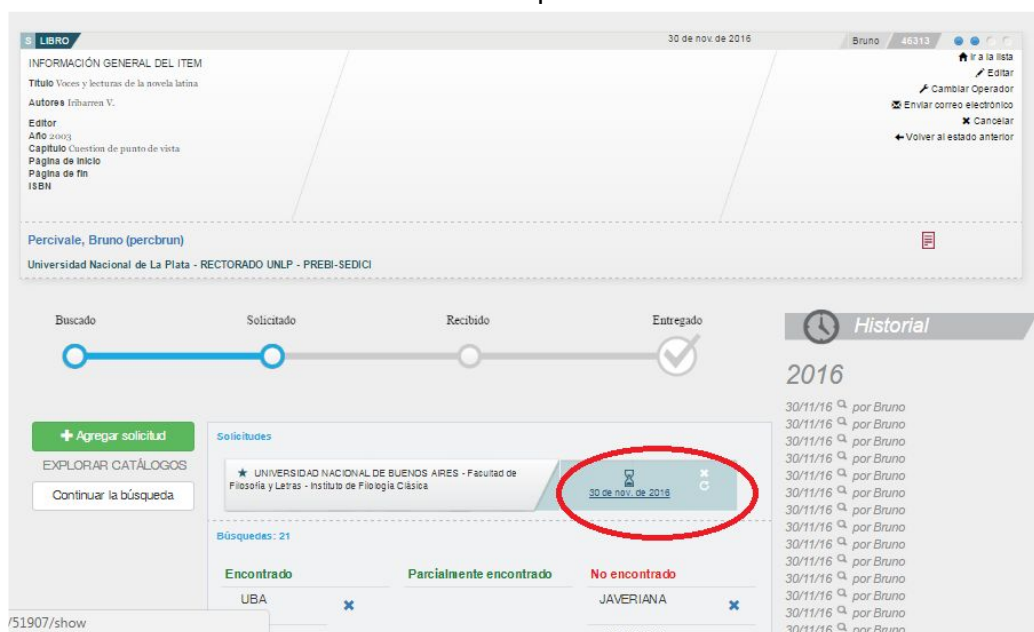 S LIBRO
30 de nov. de 2016
Bruno 46313
INFORMACIÓN GENERAL DEL ITEM
Título Voces y lecturas de la novela latina
Autores Iribarren V.
Editor
Año 2003
Capítulo Cuestion de punto de vista
Página de inicio
Página de fin
ISBN
Ir a la lista
Editar
Cambiar Operador
Enviar correo electrónico
Cancelar
Volver al estado anterior
Percivale, Bruno (percbrun)
Universidad Nacional de La Plata - RECTORADO UNLP - PREBI-SEDICI
Buscado
Solicitado
Recibido
Entregado
Agregar solicitud
EXPLORAR CATÁLOGOS
Continuar la búsqueda
Solicitudes
UNIVERSIDAD NACIONAL DE BUENOS AIRES - Facultad de
Filosofía y Letras - Instituto de Filología Clásica
30 de nov. de 2016
Búsquedas: 21
Encontrado
Parcialmente encontrado
No encontrado
UBA
JAVERIANA
Historial
2016
30/11/16 por Bruno
30/11/16 por Bruno
30/11/16 por Bruno
30/11/16 por Bruno
30/11/16 por Bruno
30/11/16 por Bruno
30/11/16 por Bruno
30/11/16 por Bruno
30/11/16 por Bruno
30/11/16 por Bruno
30/11/16 por Bruno
30/11/16 por Bruno
30/11/16 por Bruno
30/11/16 por Bruno
/51907/show